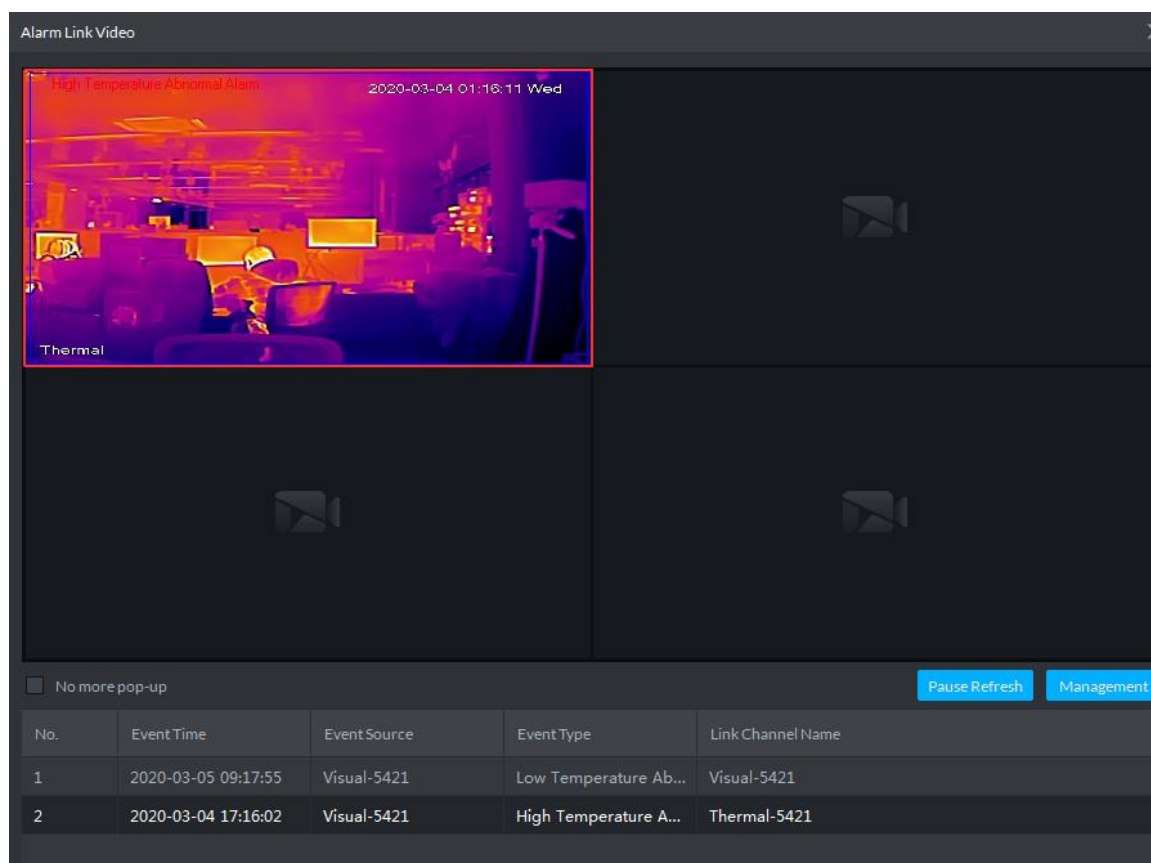 Alarm Link Video
High Temperature Abnormal Alarm 2020-03-04 01:16:11 Wed
Thermal
No more pop-up Pause Refresh Management
No. Event Time Event Source Event Type Link Channel Name
1 2020-03-05 09:17:55 Visual-5421 Low Temperature Ab... Visual-5421
2 2020-03-04 17:16:02 Visual-5421 High Temperature A... Thermal-5421